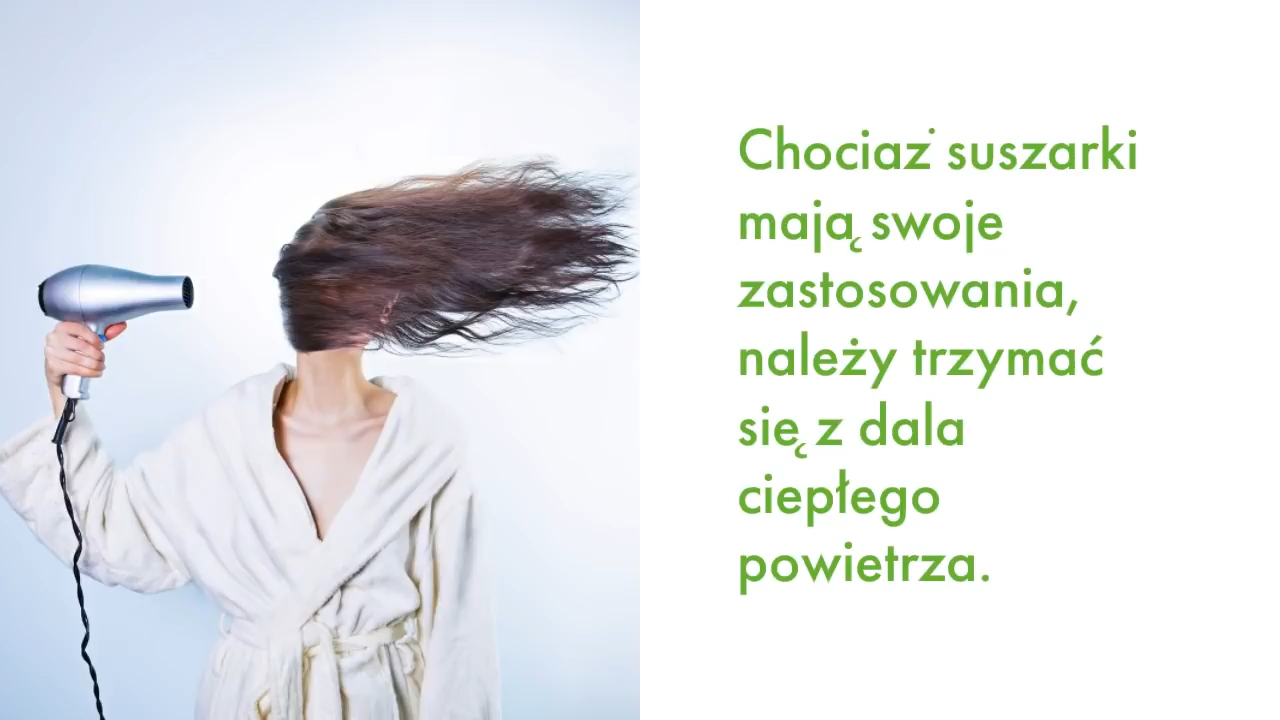 Chociaż suszarki
mają swoje
zastosowania,
należy trzymać
się z dala
ciepłego
powietrza.